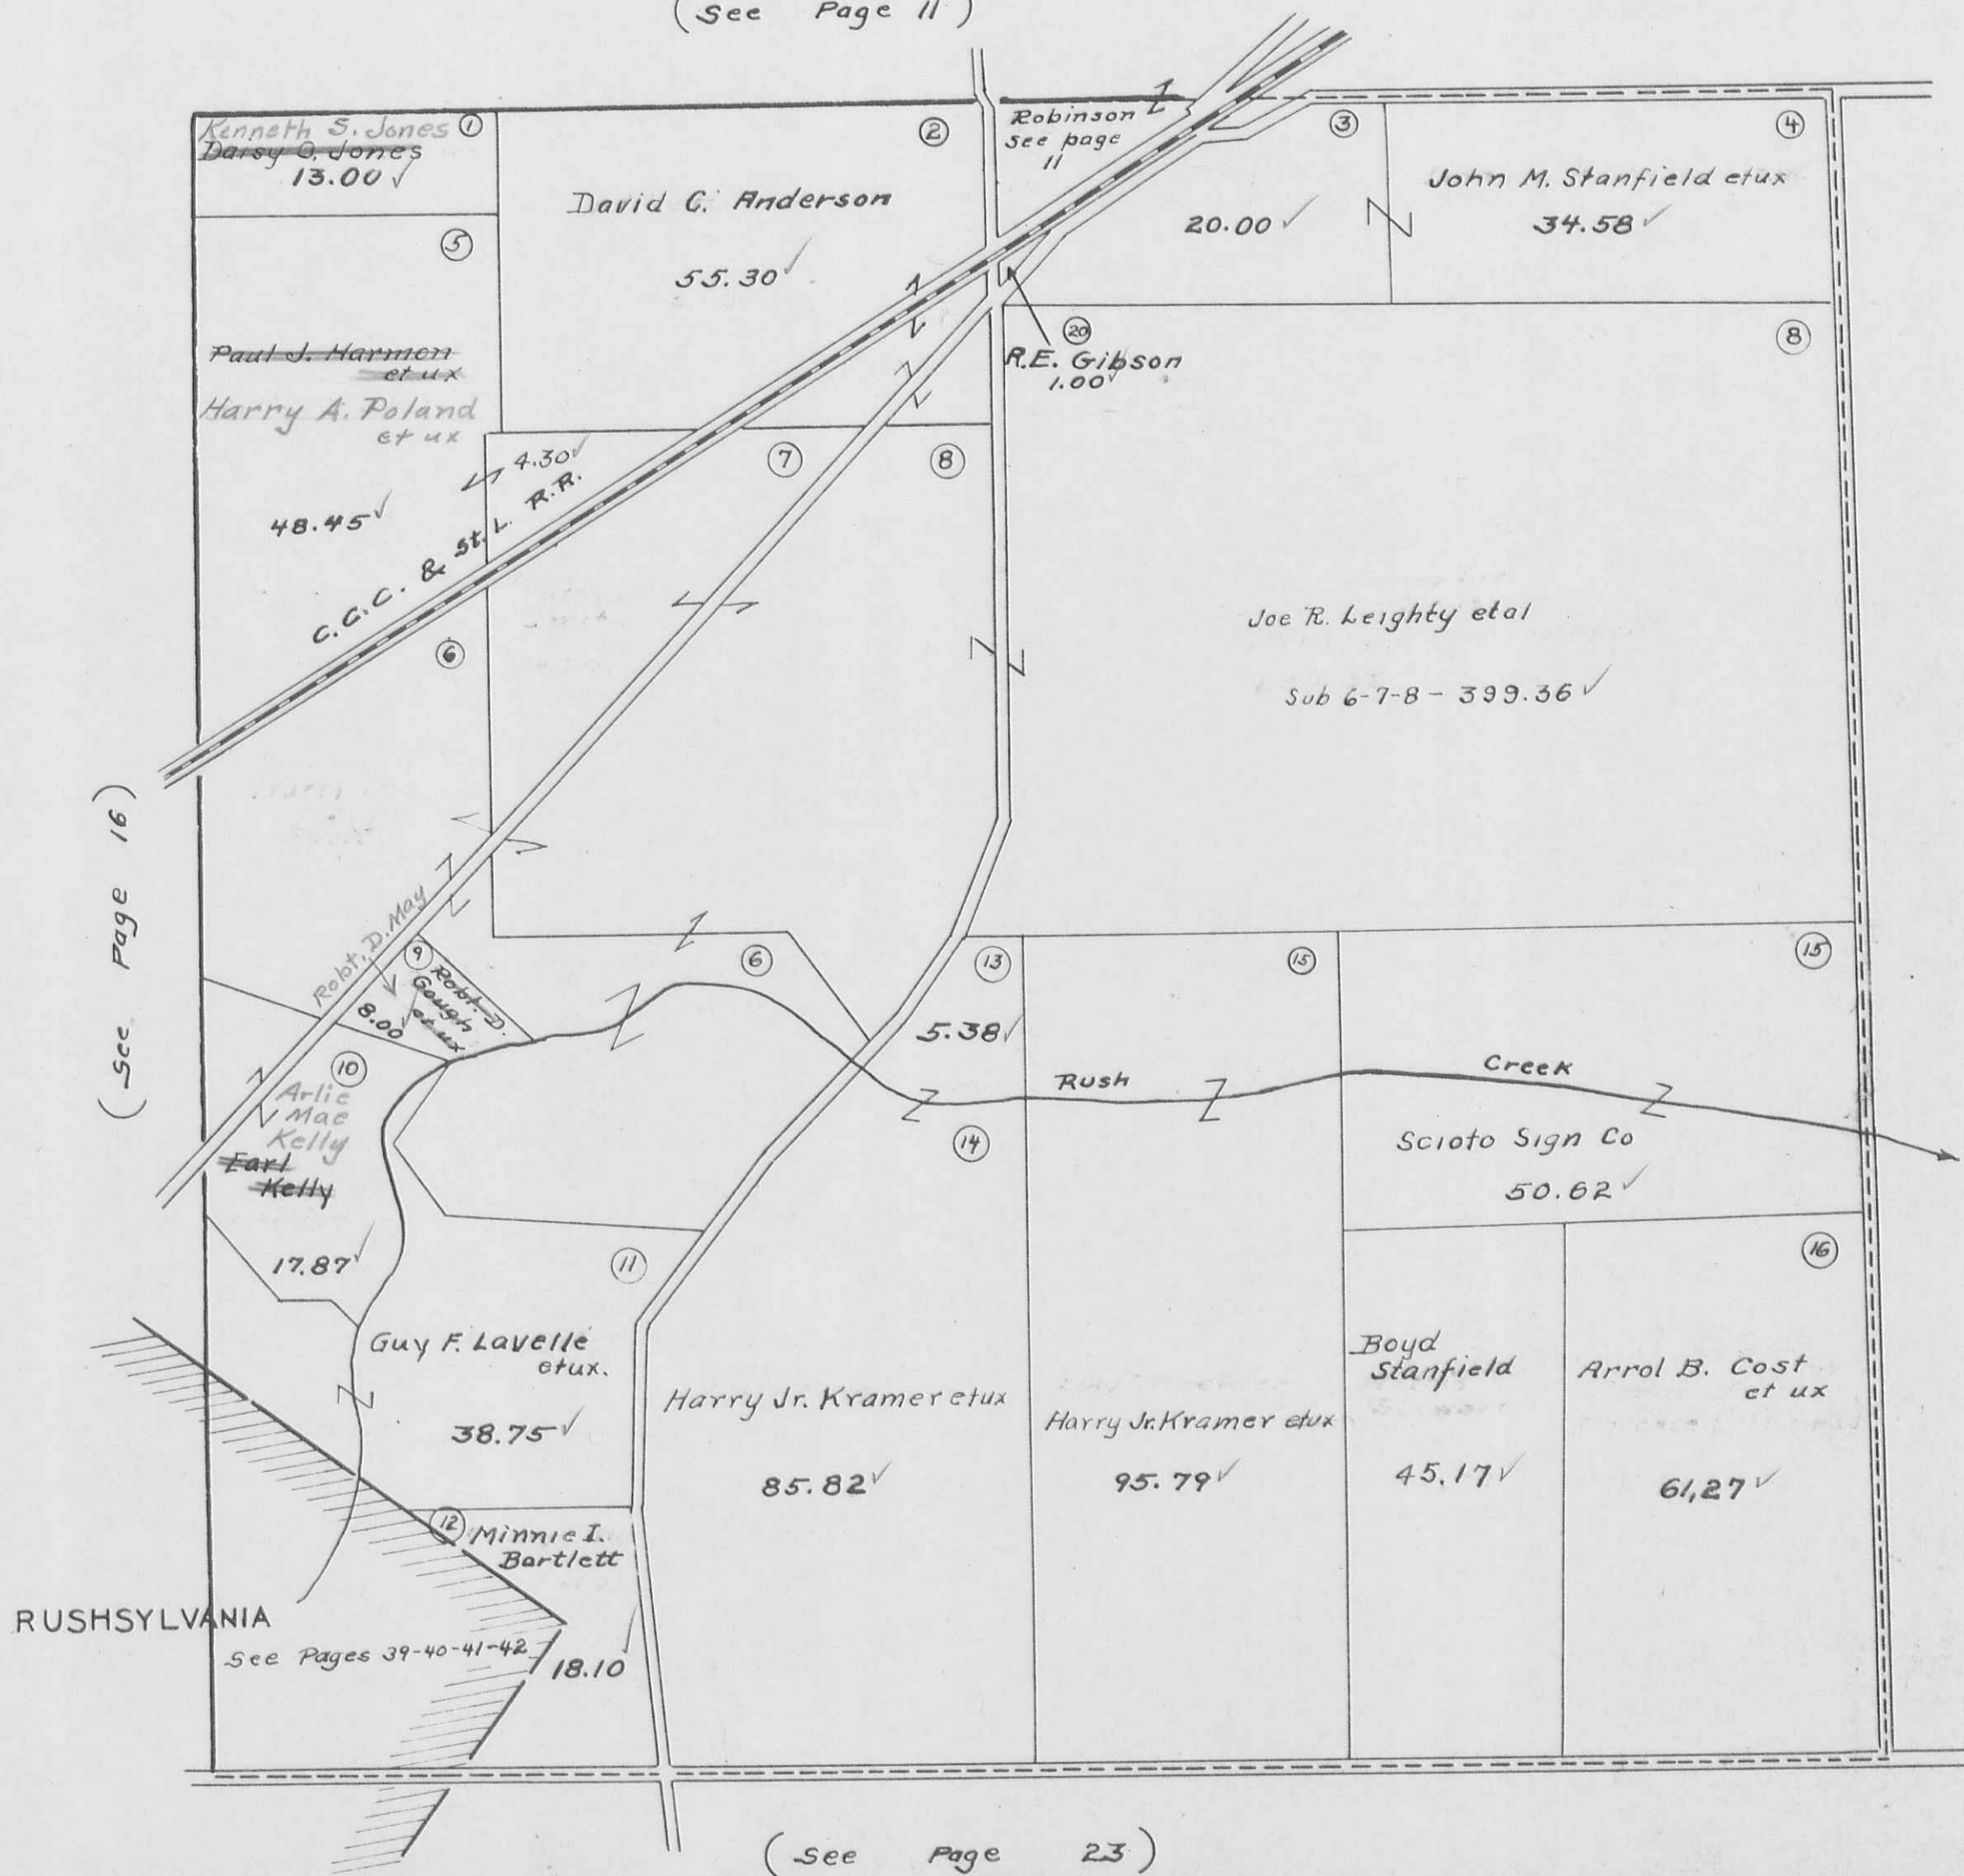 (See Page 11)
Kenneth S. Jones ①
Daisy O. Jones
13.00 ✓
②
David C. Anderson
55.30 ✓
Robinson
see page
11
③
20.00 ✓
④
John M. Stanfield etux
34.58 ✓
⑤
Paul J. Harmon
et ux
Harry A. Poland
et ux
48.45 ✓
4.30 ✓
C.C.C. & St. L. R.R.
⑦
⑧
⑳
R.E. Gibson
1.00 ✓
⑧
Joe R. Leighty etal
Sub 6-7-8 - 399.36 ✓
⑥
(See Page 16)
Robt. D. May
⑨
Robt. D.
Gough
et ux
8.00 ✓
⑥
⑬
5.38 ✓
⑮
⑮
Rush Creek
⑩
Arlie
Mae
Kelly
Earl
Kelly
17.87 ✓
⑭
Scioto Sign Co
50.62 ✓
⑪
Guy F. Lavelle
etux.
38.75 ✓
Harry Jr. Kramer etux
85.82 ✓
Harry Jr. Kramer etux
95.79 ✓
Boyd
Stanfield
45.17 ✓
⑯
Arrol B. Cost
et ux
61,27 ✓
⑫ Minnie I.
Bartlett
18.10 ✓
RUSHSYLVANIA
See Pages 39-40-41-42
(See Page 23)